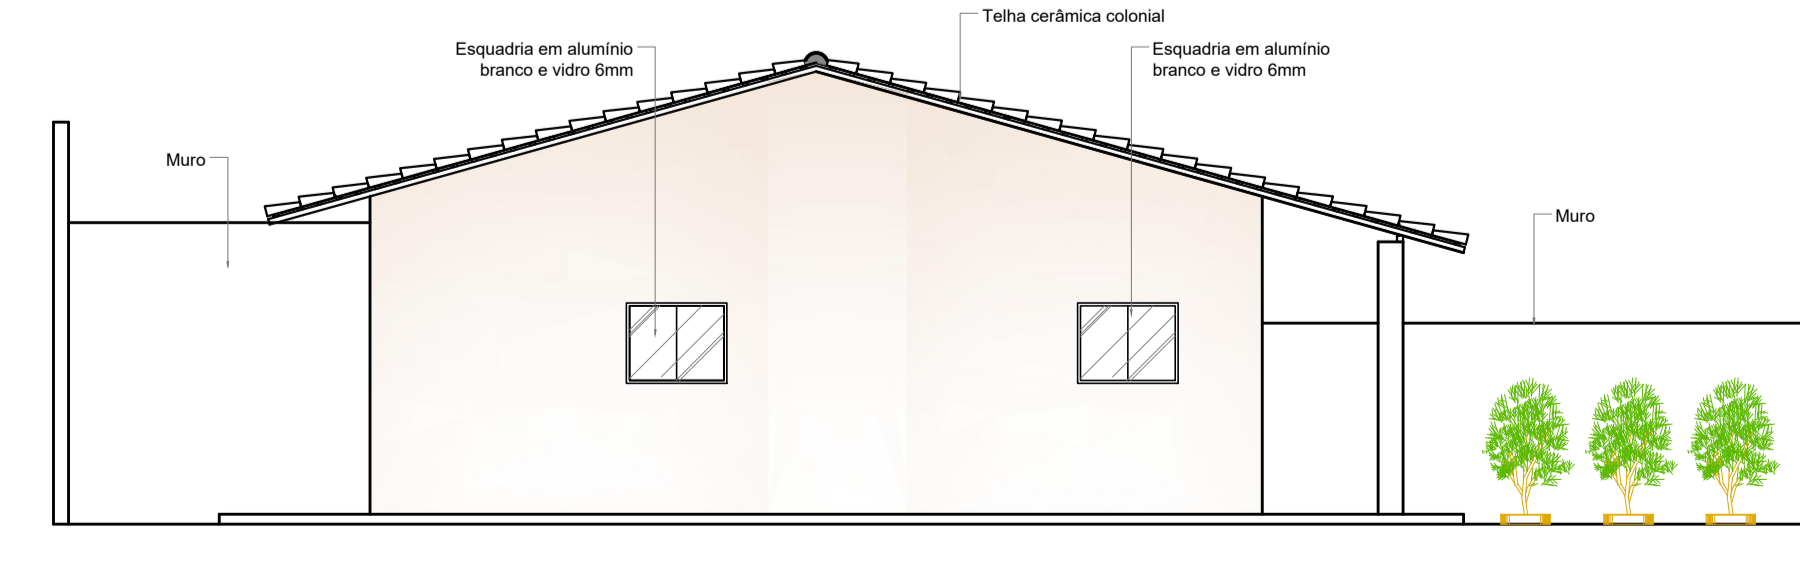 Telha cerâmica colonial
Esquadria em alumínio
branco e vidro 6mm
Esquadria em alumínio
branco e vidro 6mm
Muro
Muro